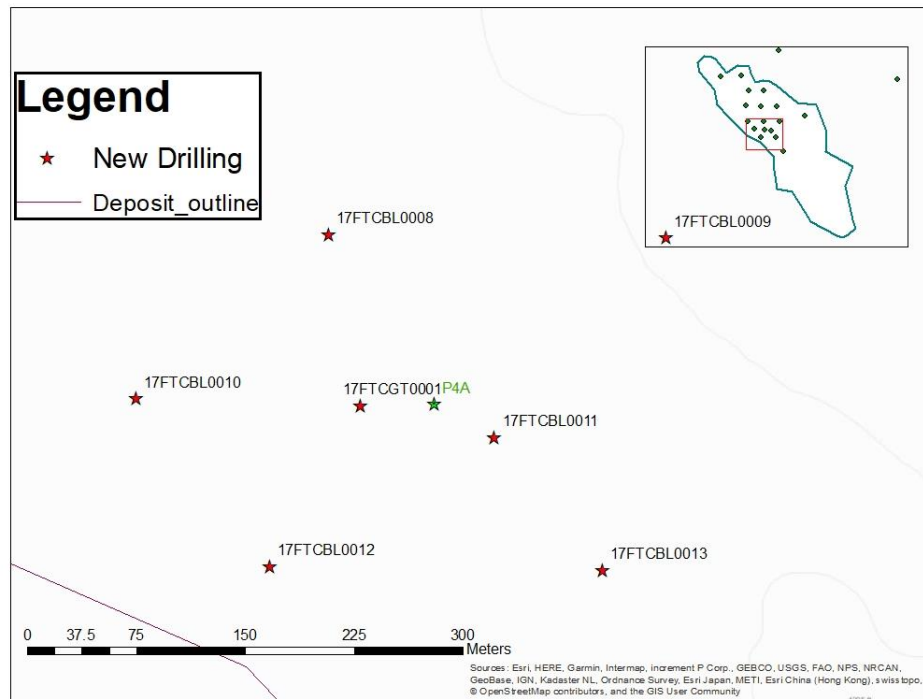 Legend
New Drilling
Deposit_outline
17FTCBL0008
17FTCBL0009
17FTCBL0010
17FTCGT0001
P4A
17FTCBL0011
17FTCBL0012
17FTCBL0013
0 37.5 75 150 225 300
Meters
Sources: Esri, HERE, Garmin, Intermap, increment P Corp., GEBCO, USGS, FAO, NPS, NRCAN,
GeoBase, IGN, Kadaster NL, Ordnance Survey, Esri Japan, METI, Esri China (Hong Kong), swisstopo,
© OpenStreetMap contributors, and the GIS User Community